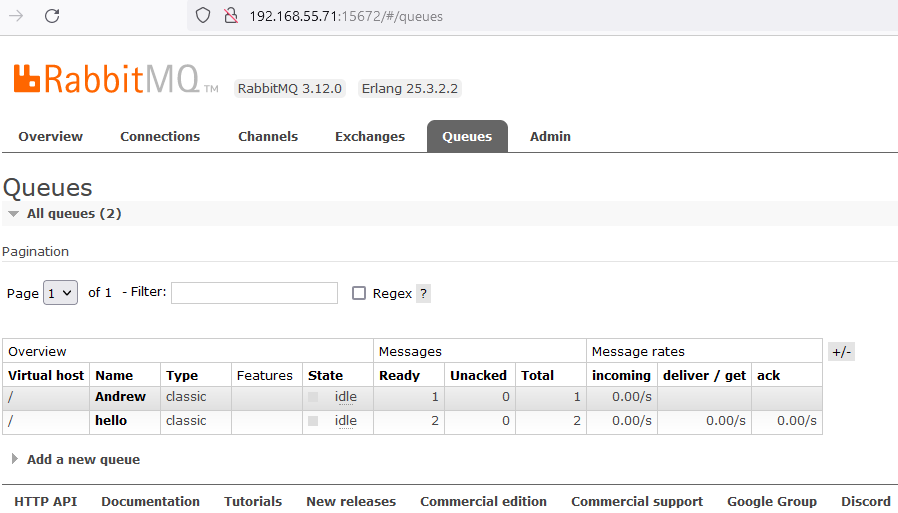 192.168.55.71:15672/#/queues
RabbitMQ TM RabbitMQ 3.12.0 Erlang 25.3.2.2
Overview Connections Channels Exchanges Queues Admin
Queues
All queues (2)
Pagination
Page 1 of 1 - Filter: Regex ?
Overview Messages Message rates +/-
Virtual host Name Type Features State Ready Unacked Total incoming deliver / get ack
/ Andrew classic idle 1 0 1 0.00/s
/ hello classic idle 2 0 2 0.00/s 0.00/s 0.00/s
Add a new queue
HTTP API Documentation Tutorials New releases Commercial edition Commercial support Google Group Discord